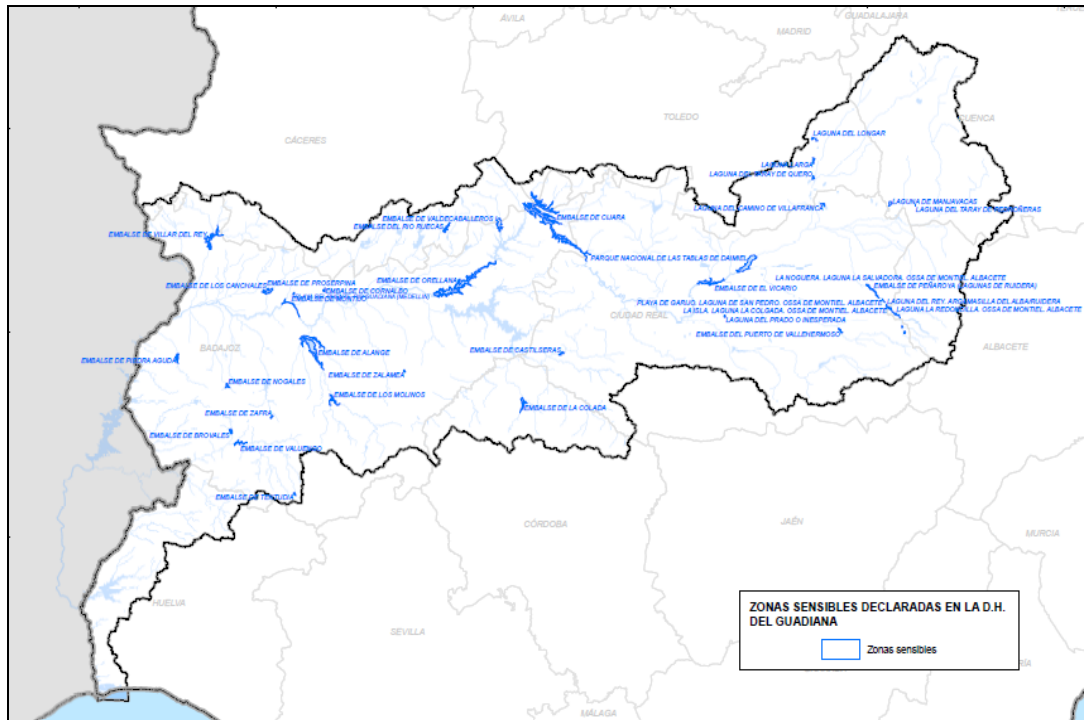 ÁVILA
MADRID
GUADALAJARA
CÁCERES
TOLEDO
CUENCA
LAGUNA DEL LONGAR
LAGUNA LARGA
LAGUNA DEL TARAY DE QUERO
LAGUNA DEL CAMINO DE VILLAFRANCA
LAGUNA DE MANJAVACAS
LAGUNA DEL TARAY DE
EMBALSE DE VALDECABALLEROS
EMBALSE DEL RIO RUECAS
EMBALSE DE CIJARA
EMBALSE DE VILLAR DEL REY
PARQUE NACIONAL DE LAS TABLAS DE DAIMIEL
EMBALSE DE ORELLANA
EMBALSE DE PROSERPINA
EMBALSE DE LOS CANCHALES
EMBALSE DE CORNALBO
EMBALSE DE MONTIJO
GUADIANA (MEDELLIN)
LA NOGUERA. LAGUNA LA SALVADORA. OSSA DE MONTIEL. ALBACETE
EMBALSE DE EL VICARIO
EMBALSE DE PEÑAROYA (LAGUNAS DE RUIDERA)
PLAYA DE GARUG. LAGUNA DE SAN PEDRO. OSSA DE MONTIEL. ALBACETE
LAGUNA DEL REY. ARGAMASILLA DEL ALBA/RUIDERA
LA ISLA. LAGUNA LA COLGADA. OSSA DE MONTIEL. ALBACETE
LAGUNA LA REDONDILLA. OSSA DE MONTIEL. ALBACETE
CIUDAD REAL
LAGUNA DEL PRADO O INESPERADA
EMBALSE DEL PUERTO DE VALLEHERMOSO
BADAJOZ
ALBACETE
EMBALSE DE ALANGE
EMBALSE DE CASTILSERAS
EMBALSE DE PIEDRA AGUDA
EMBALSE DE ZALAMEA
EMBALSE DE NOGALES
EMBALSE DE LOS MOLINOS
EMBALSE DE LA COLADA
EMBALSE DE ZAFRA
EMBALSE DE BROVALES
EMBALSE DE VALUENGO
EMBALSE DE TENTUDIA
CÓRDOBA
JAÉN
MURCIA
HUELVA
SEVILLA
MÁLAGA
ZONAS SENSIBLES DECLARADAS EN LA D.H.
DEL GUADIANA
Zonas sensibles